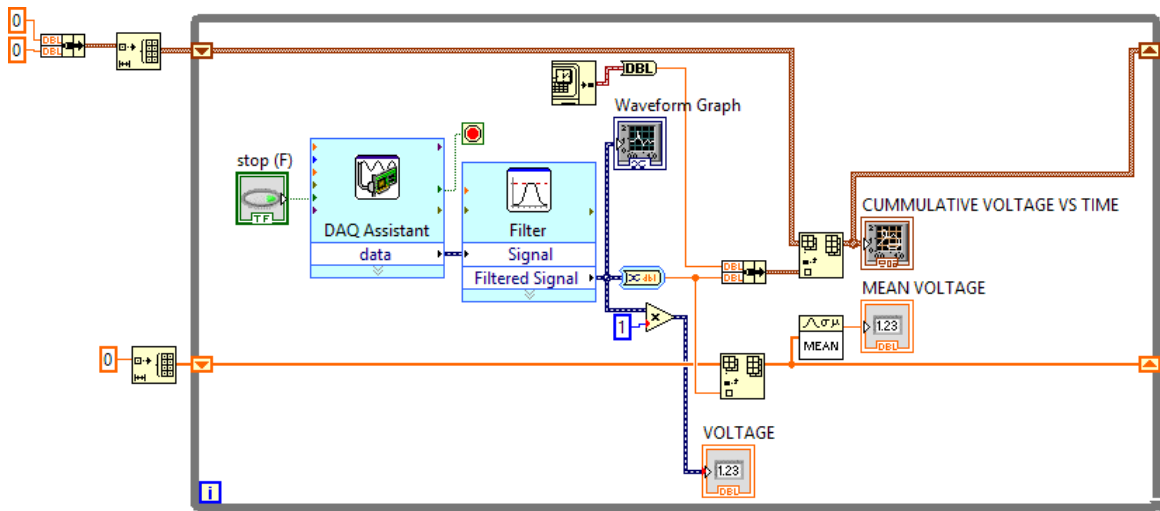 0
DBL
0
DBL
DBL
Waveform Graph
stop (F)
TF
DAQ Assistant
data
Filter
Signal
Filtered Signal
dbl
DBL
DBL
CUMMULATIVE VOLTAGE VS TIME
MEAN VOLTAGE
1.23
DBL
σμ
MEAN
1
×
0
VOLTAGE
1.23
DBL
i